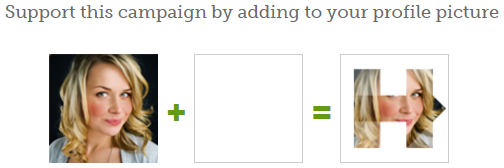 Support this campaign by adding to your profile picture
+ =